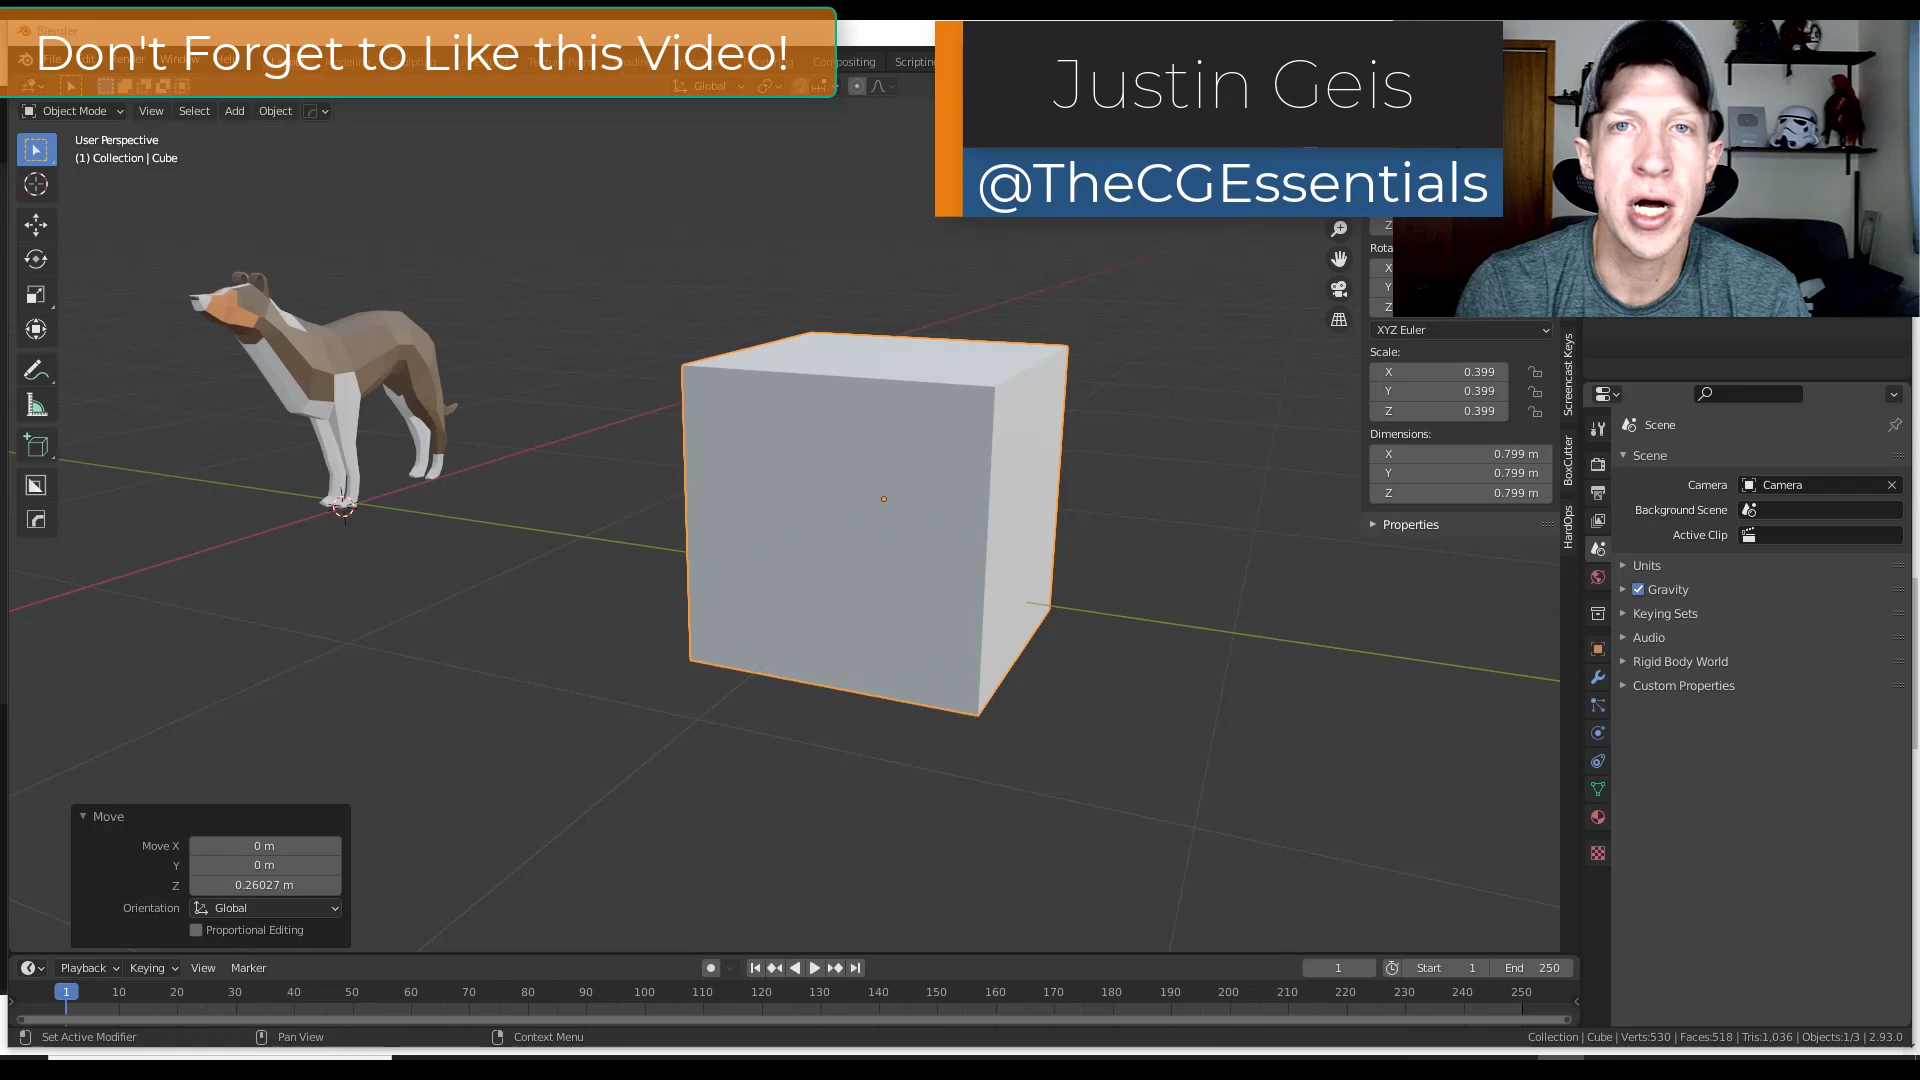 Don't Forget to Like this Video!
Justin Geis
@TheCGEssentials
Compositing
Scripting
Global
Object Mode
View
Select
Add
Object
User Perspective
(1) Collection | Cube
Z
Rota
X
Y
Z
XYZ Euler
Scale:
X 0.399
Y 0.399
Z 0.399
Dimensions:
X 0.799 m
Y 0.799 m
Z 0.799 m
Properties
Screencast Keys
BoxCutter
HardOps
Scene
Scene
Camera Camera
Background Scene
Active Clip
Units
Gravity
Keying Sets
Audio
Rigid Body World
Custom Properties
Move
Move X 0 m
Y 0 m
Z 0.26027 m
Orientation Global
Proportional Editing
Playback Keying View Marker
1 Start 1 End 250
1 10 20 30 40 50 60 70 80 90 100 110 120 130 140 150 160 170 180 190 200 210 220 230 240 250
Set Active Modifier
Pan View
Context Menu
Collection | Cube | Verts:530 | Faces:518 | Tris:1,036 | Objects:1/3 | 2.93.0